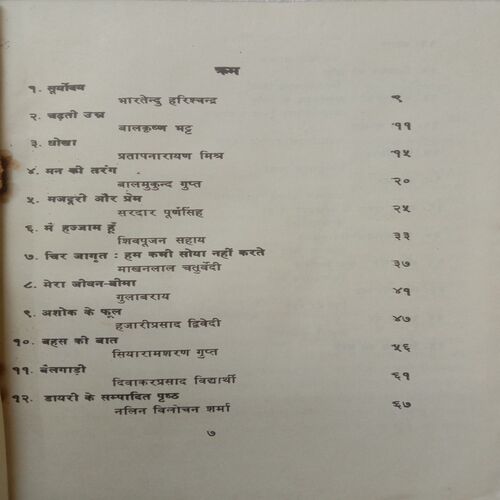 क्रम
१. सूर्योदय
भारतेन्दु हरिश्चन्द्र ९
२. चढ़ती उम्र
बालकृष्ण भट्ट ११
३. धोखा
प्रतापनारायण मिश्र १५
४. मन की तरंग
बालमुकुन्द गुप्त २०
५. मजदूरी और प्रेम
सरदार पूर्णसिंह २५
६. मैं हज्जाम हूँ
शिवपूजन सहाय ३३
७. चिर जागृत : हम कभी सोया नहीं करते
माखनलाल चतुर्वेदी ३७
८. मेरा जीवन-बीमा
गुलाबराय ४१
९. अशोक के फूल
हजारीप्रसाद द्विवेदी ४७
१०. बहस की बात
सियारामशरण गुप्त ५६
११. बैलगाड़ी
दिवाकरप्रसाद विद्यार्थी ६१
१२. डायरी के सम्पादित पृष्ठ
नलिन विलोचन शर्मा ६७
७